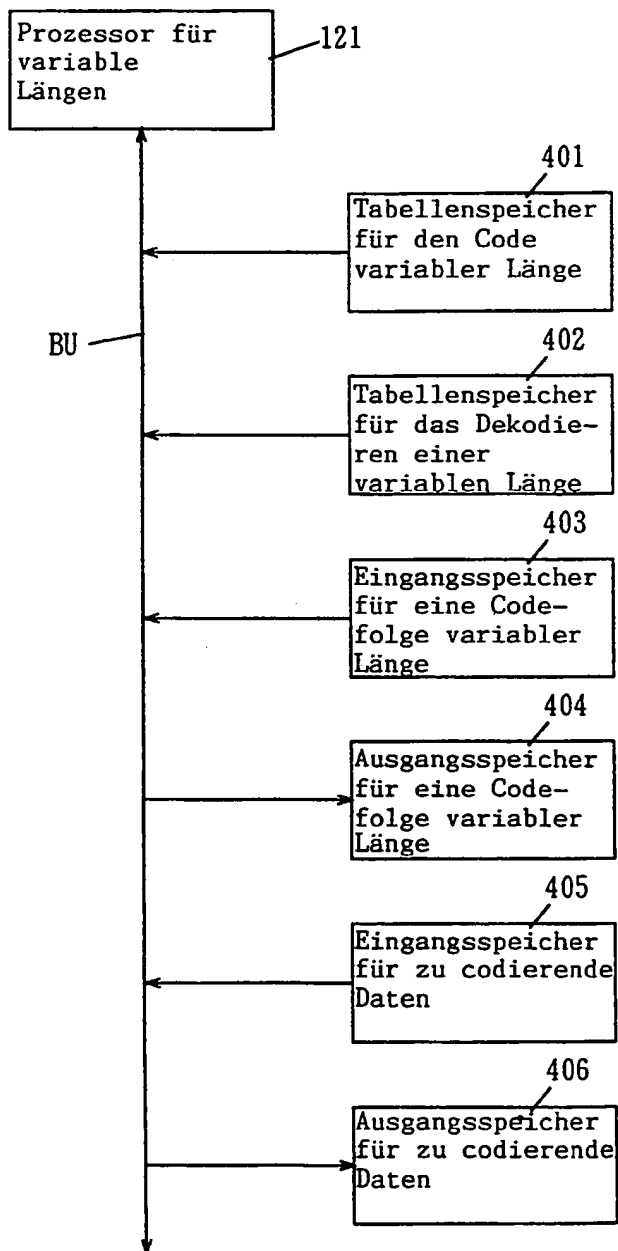 Prozessor für
variable
Längen
121
401
Tabellenspeicher
für den Code
variabler Länge
BU
402
Tabellenspeicher
für das Dekodie-
ren einer
variablen Länge
403
Eingangsspeicher
für eine Code-
folge variabler
Länge
404
Ausgangsspeicher
für eine Code-
folge variabler
Länge
405
Eingangsspeicher
für zu codierende
Daten
406
Ausgangsspeicher
für zu codierende
Daten